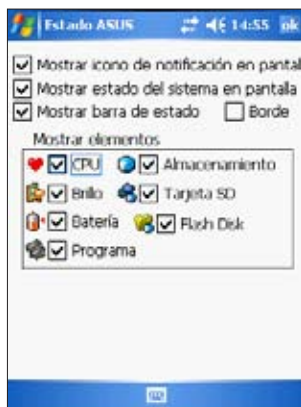 Estado ASUS 14:55 ok
Mostrar icono de notificación en pantal
Mostrar estado del sistema en pantalla
Mostrar barra de estado Borde
Mostrar elementos
CPU Almacenamiento
Brillo Tarjeta SD
Batería Flash Disk
Programa